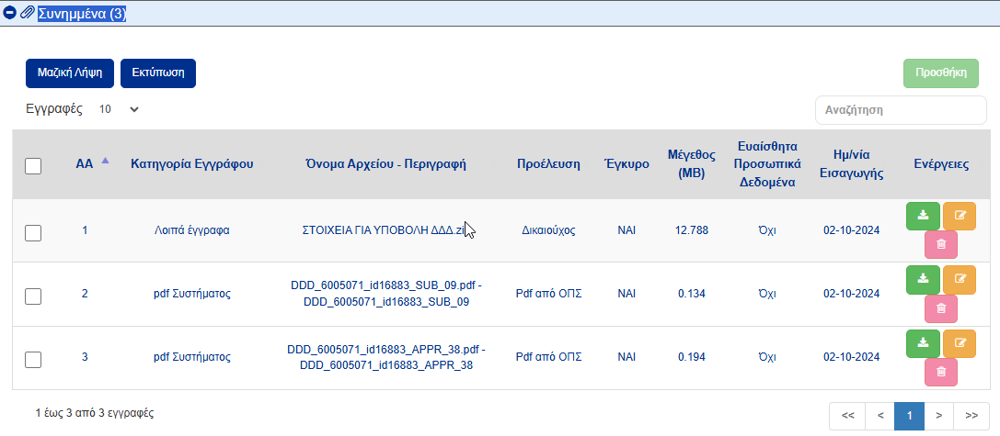 Συνημμένα (3)
Μαζική Λήψη Εκτύπωση Προσθήκη
Εγγραφές 10 Αναζήτηση
ΑΑ Κατηγορία Εγγράφου Όνομα Αρχείου - Περιγραφή Προέλευση Έγκυρο Μέγεθος (MB) Ευαίσθητα Προσωπικά Δεδομένα Ημ/νία Εισαγωγής Ενέργειες
1 Λοιπά έγγραφα ΣΤΟΙΧΕΙΑ ΓΙΑ ΥΠΟΒΟΛΗ ΔΔΔ.zip Δικαιούχος ΝΑΙ 12.788 Όχι 02-10-2024
2 pdf Συστήματος DDD_6005071_id16883_SUB_09.pdf - DDD_6005071_id16883_SUB_09 Pdf από ΟΠΣ ΝΑΙ 0.134 Όχι 02-10-2024
3 pdf Συστήματος DDD_6005071_id16883_APPR_38.pdf - DDD_6005071_id16883_APPR_38 Pdf από ΟΠΣ ΝΑΙ 0.194 Όχι 02-10-2024
1 έως 3 από 3 εγγραφές << < 1 > >>